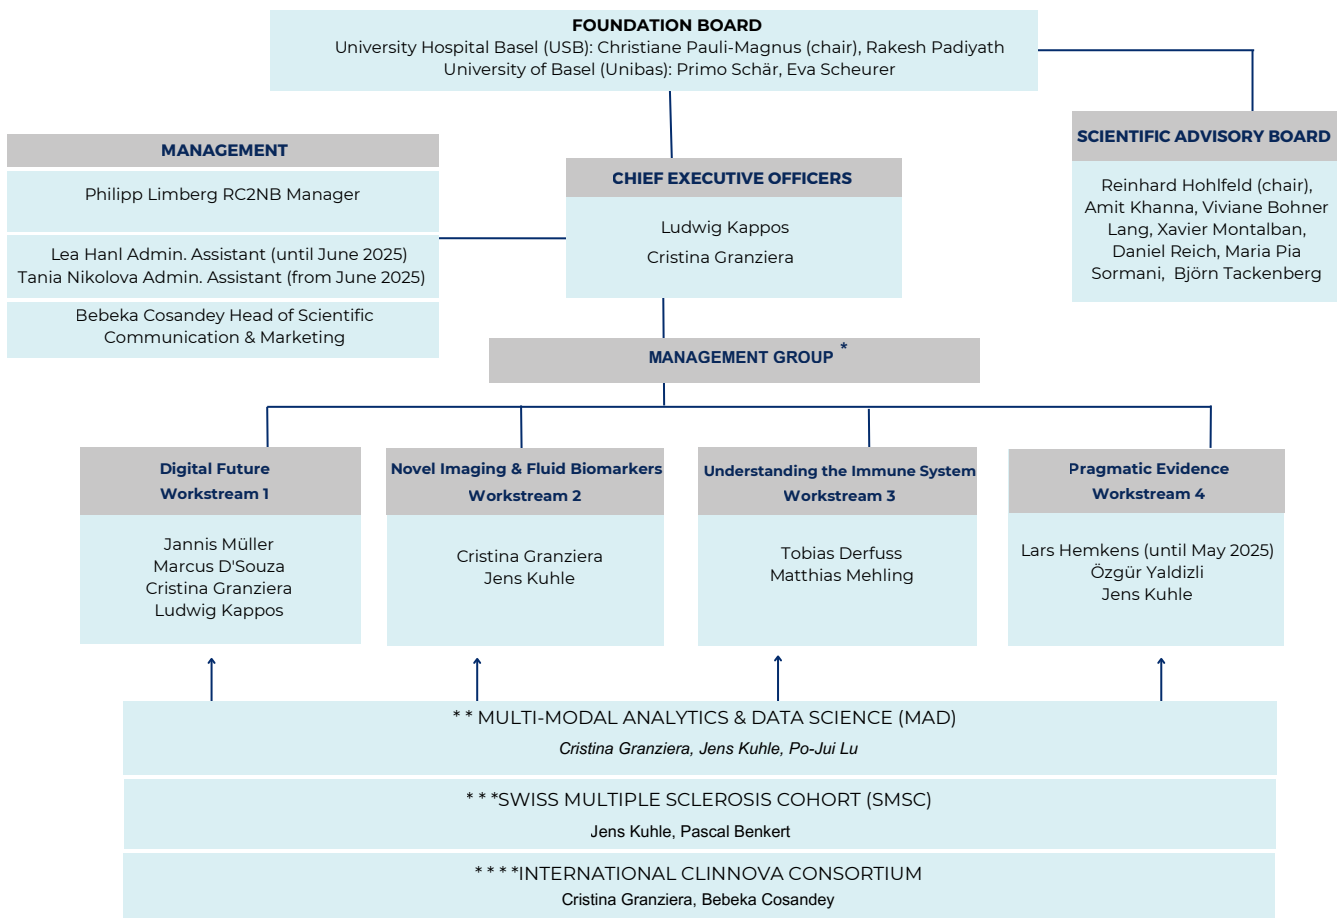 FOUNDATION BOARD
University Hospital Basel (USB): Christiane Pauli-Magnus (chair), Rakesh Padiyath
University of Basel (Unibas): Primo Schär, Eva Scheurer
MANAGEMENT
Philipp Limberg RC2NB Manager
Lea Hanl Admin. Assistant (until June 2025)
Tania Nikolova Admin. Assistant (from June 2025)
Bebeka Cosandey Head of Scientific
Communication & Marketing
CHIEF EXECUTIVE OFFICERS
Ludwig Kappos
Cristina Granziera
SCIENTIFIC ADVISORY BOARD
Reinhard Hohlfeld (chair),
Amit Khanna, Viviane Bohner
Lang, Xavier Montalban,
Daniel Reich, Maria Pia
Sormani, Björn Tackenberg
MANAGEMENT GROUP *
Digital Future
Workstream 1
Jannis Müller
Marcus D'Souza
Cristina Granziera
Ludwig Kappos
Novel Imaging & Fluid Biomarkers
Workstream 2
Cristina Granziera
Jens Kuhle
Understanding the Immune System
Workstream 3
Tobias Derfuss
Matthias Mehling
Pragmatic Evidence
Workstream 4
Lars Hemkens (until May 2025)
Özgür Yaldizli
Jens Kuhle
* * MULTI-MODAL ANALYTICS & DATA SCIENCE (MAD)
Cristina Granziera, Jens Kuhle, Po-Jui Lu
* * *SWISS MULTIPLE SCLEROSIS COHORT (SMSC)
Jens Kuhle, Pascal Benkert
* * * *INTERNATIONAL CLINNOVA CONSORTIUM
Cristina Granziera, Bebeka Cosandey